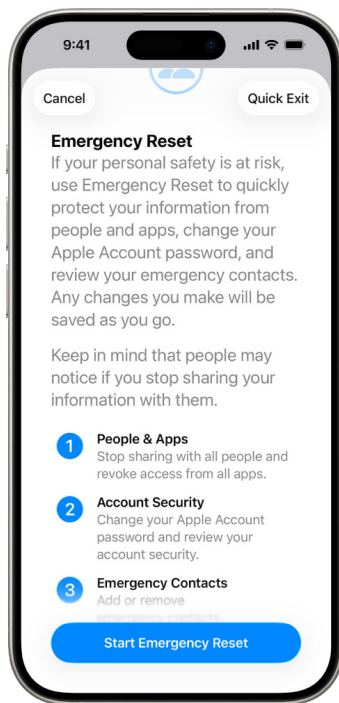 9:41
Cancel
Quick Exit
Emergency Reset
If your personal safety is at risk,
use Emergency Reset to quickly
protect your information from
people and apps, change your
Apple Account password, and
review your emergency contacts.
Any changes you make will be
saved as you go.
Keep in mind that people may
notice if you stop sharing your
information with them.
1
People & Apps
Stop sharing with all people and
revoke access from all apps.
2
Account Security
Change your Apple Account
password and review your
account security.
3
Emergency Contacts
Add or remove
emergency contacts.
Start Emergency Reset